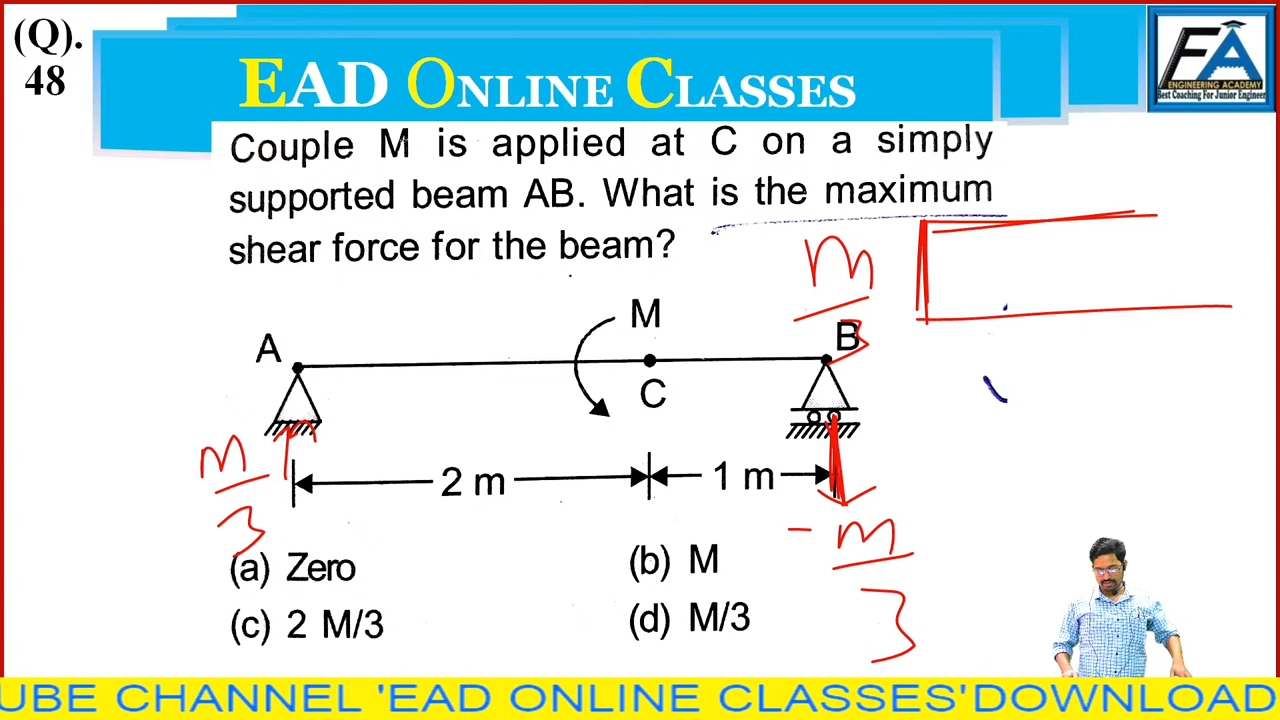 (Q).
48
EAD ONLINE CLASSES
FA
ENGINEERING ACADEMY
Best Coaching For Junior Engineer
Couple M is applied at C on a simply
supported beam AB. What is the maximum
shear force for the beam?
m
3
M
A
B
C
m
3
2 m
1 m
- m
3
(a) Zero
(b) M
(c) 2 M/3
(d) M/3
UBE CHANNEL 'EAD ONLINE CLASSES'DOWNLOAD